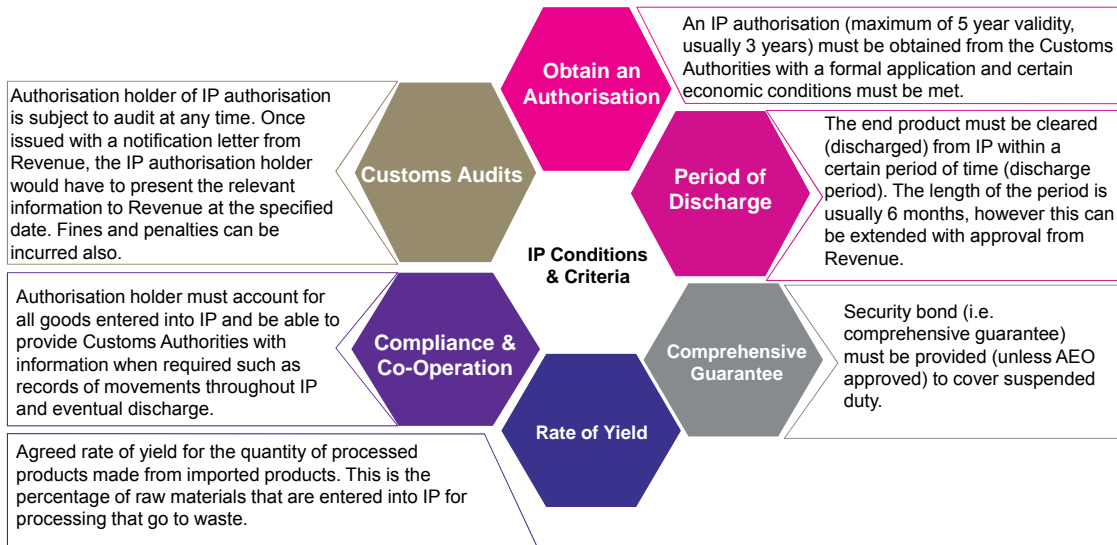 An IP authorisation (maximum of 5 year validity,
usually 3 years) must be obtained from the Customs
Authorities with a formal application and certain
economic conditions must be met.
Obtain an
Authorisation
Authorisation holder of IP authorisation
is subject to audit at any time. Once
issued with a notification letter from
Revenue, the IP authorisation holder
would have to present the relevant
information to Revenue at the specified
date. Fines and penalties can be
incurred also.
Customs Audits
Period of
Discharge
The end product must be cleared
(discharged) from IP within a
certain period of time (discharge
period). The length of the period is
usually 6 months, however this can
be extended with approval from
Revenue.
IP Conditions
& Criteria
Authorisation holder must account for
all goods entered into IP and be able to
provide Customs Authorities with
information when required such as
records of movements throughout IP
and eventual discharge.
Compliance &
Co-Operation
Comprehensive
Guarantee
Security bond (i.e.
comprehensive guarantee)
must be provided (unless AEO
approved) to cover suspended
duty.
Rate of Yield
Agreed rate of yield for the quantity of processed
products made from imported products. This is the
percentage of raw materials that are entered into IP for
processing that go to waste.